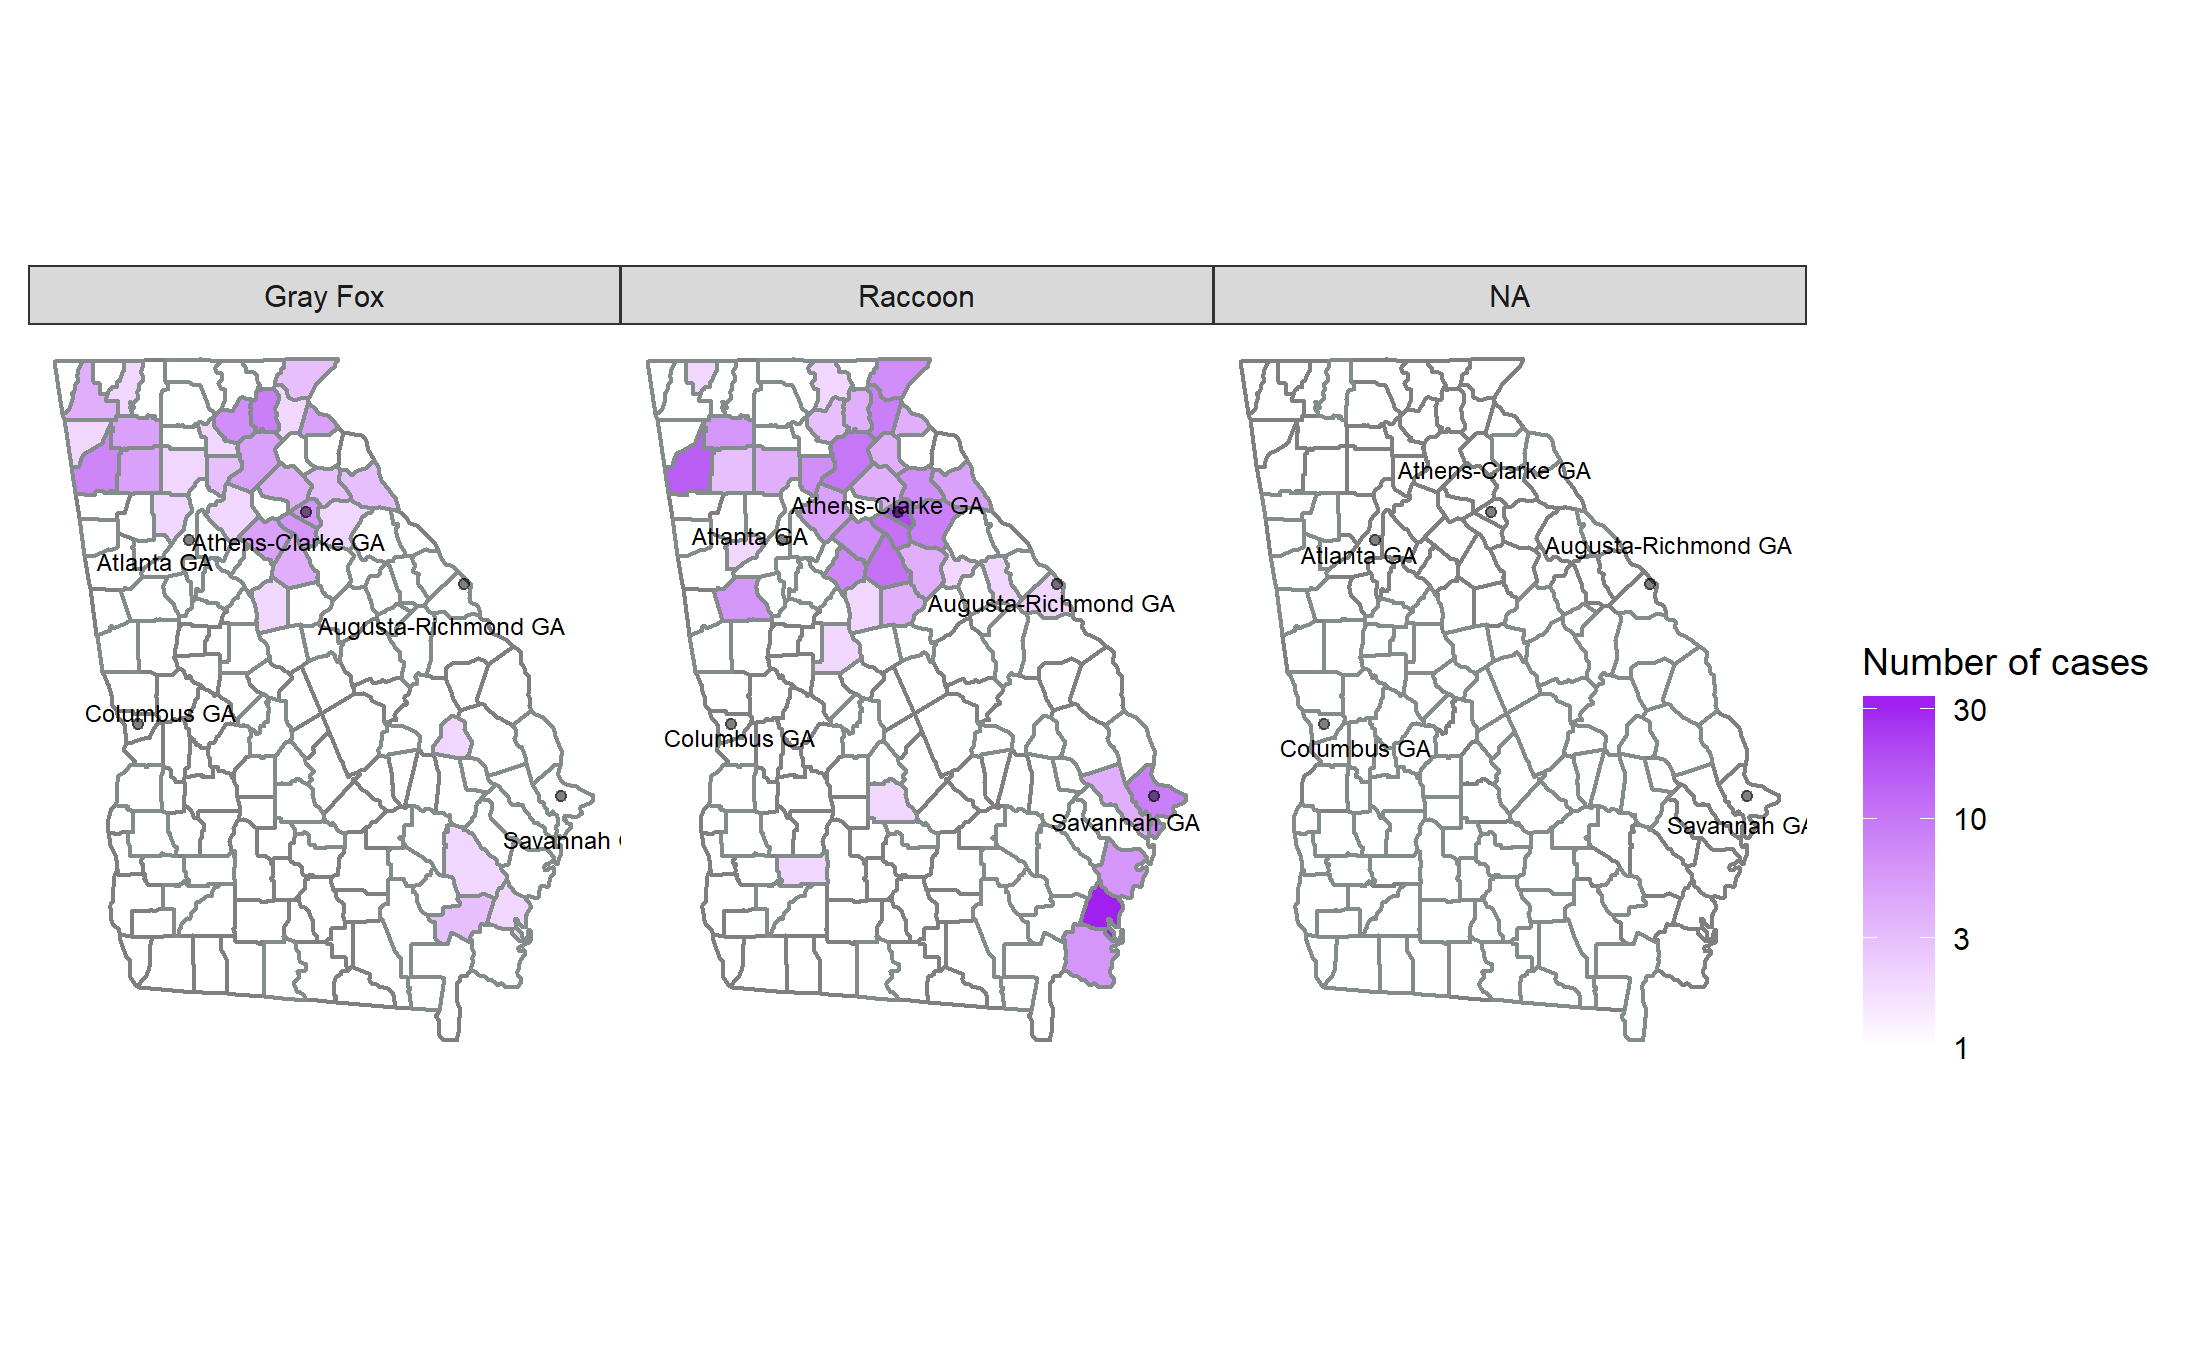 Gray Fox
Raccoon
NA
Athens-Clarke GA
Atlanta GA
Augusta-Richmond GA
Columbus GA
Savannah
Athens-Clarke GA
Atlanta GA
Augusta-Richmond GA
Columbus GA
Savannah GA
Athens-Clarke GA
Augusta-Richmond GA
Atlanta GA
Columbus GA
Savannah GA
Number of cases
30
10
3
1